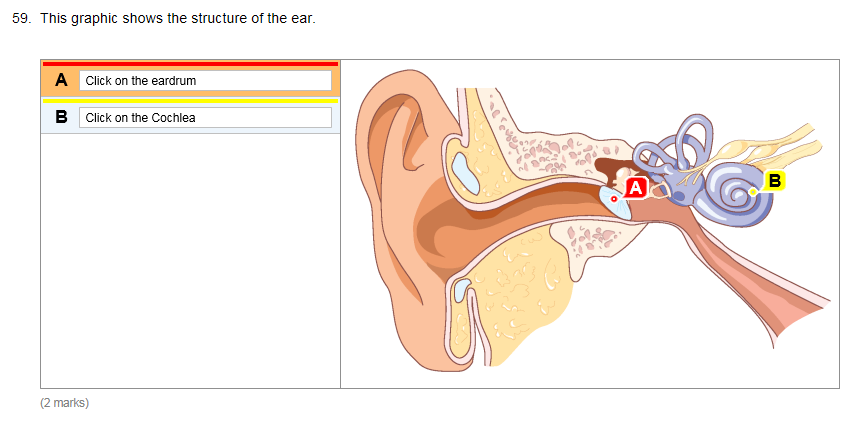 59. This graphic shows the structure of the ear.
A Click on the eardrum
B Click on the Cochlea
A
B
(2 marks)